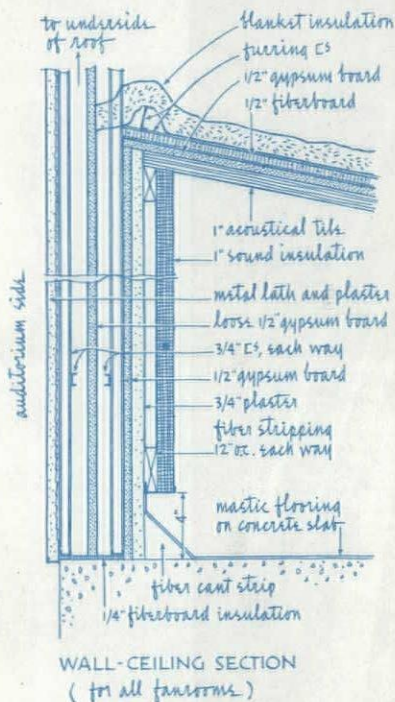 to underside
of roof
blanket insulation
furring [s
1/2" gypsum board
1/2" fiberboard
1" acoustical tile
1" sound insulation
metal lath and plaster
loose 1/2" gypsum board
3/4" [s, each way
1/2" gypsum board
3/4" plaster
fiber stripping
12" o.c. each way
auditorium side
4"
mastic flooring
on concrete slab
fiber cant strip
1/4" fiberboard insulation
WALL-CEILING SECTION
( for all fanrooms )